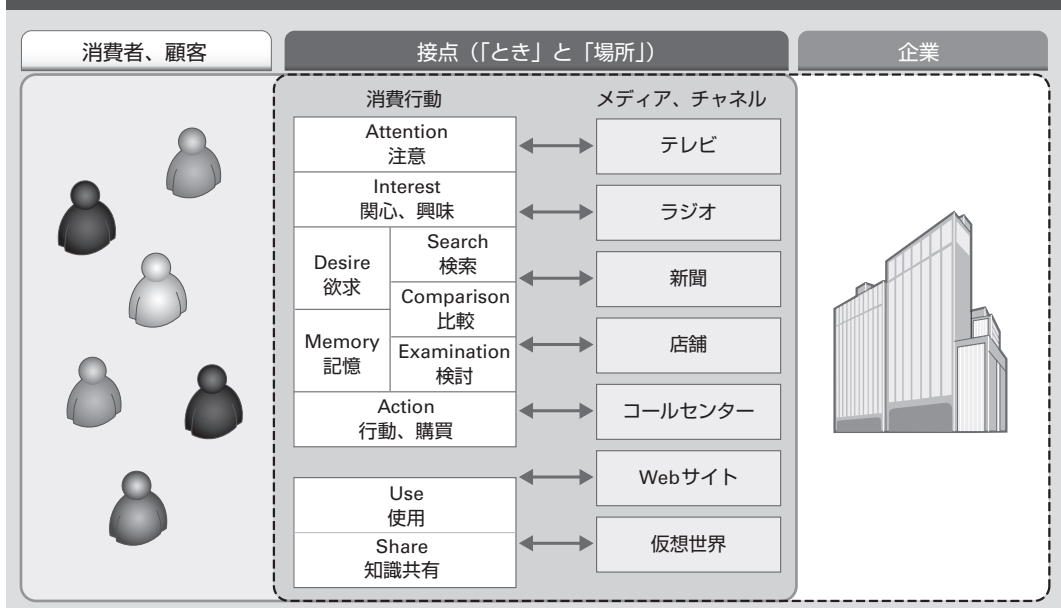 消費者、顧客
接点（「とき」と「場所」）
企業
消費行動
メディア、チャネル
Attention
注意
Interest
関心、興味
Desire
欲求
Memory
記憶
Search
検索
Comparison
比較
Examination
検討
Action
行動、購買
Use
使用
Share
知識共有
テレビ
ラジオ
新聞
店舗
コールセンター
Webサイト
仮想世界